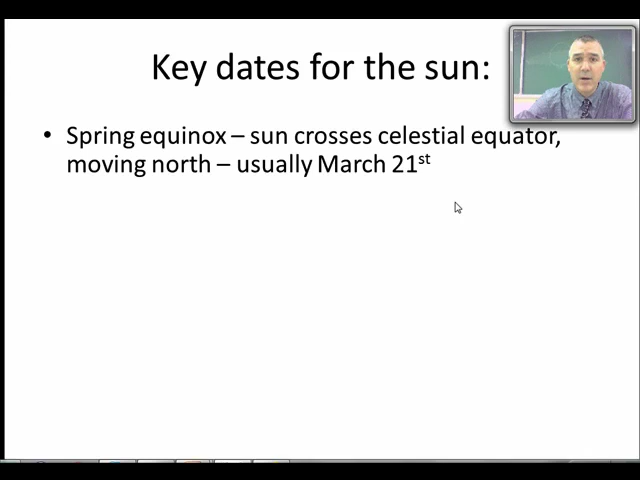 Key dates for the sun:
• Spring equinox – sun crosses celestial equator,
moving north – usually March 21st